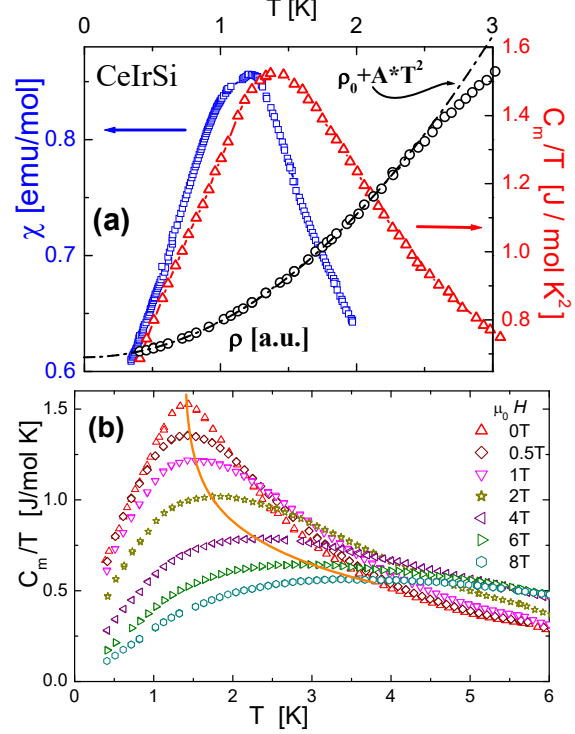 T [K]
0 1 2 3
CeIrSi
ρ₀+A*T²
χ [emu/mol]
0.8
0.7
0.6
1.6
1.4
1.2
1.0
0.8
C_m/T [J / mol K²]
(a)
ρ [a.u.]
(b)
μ₀ H
0T
0.5T
1T
2T
4T
6T
8T
C_m/T [J/mol K]
1.5
1.0
0.5
0.0
0 1 2 3 4 5 6
T [K]